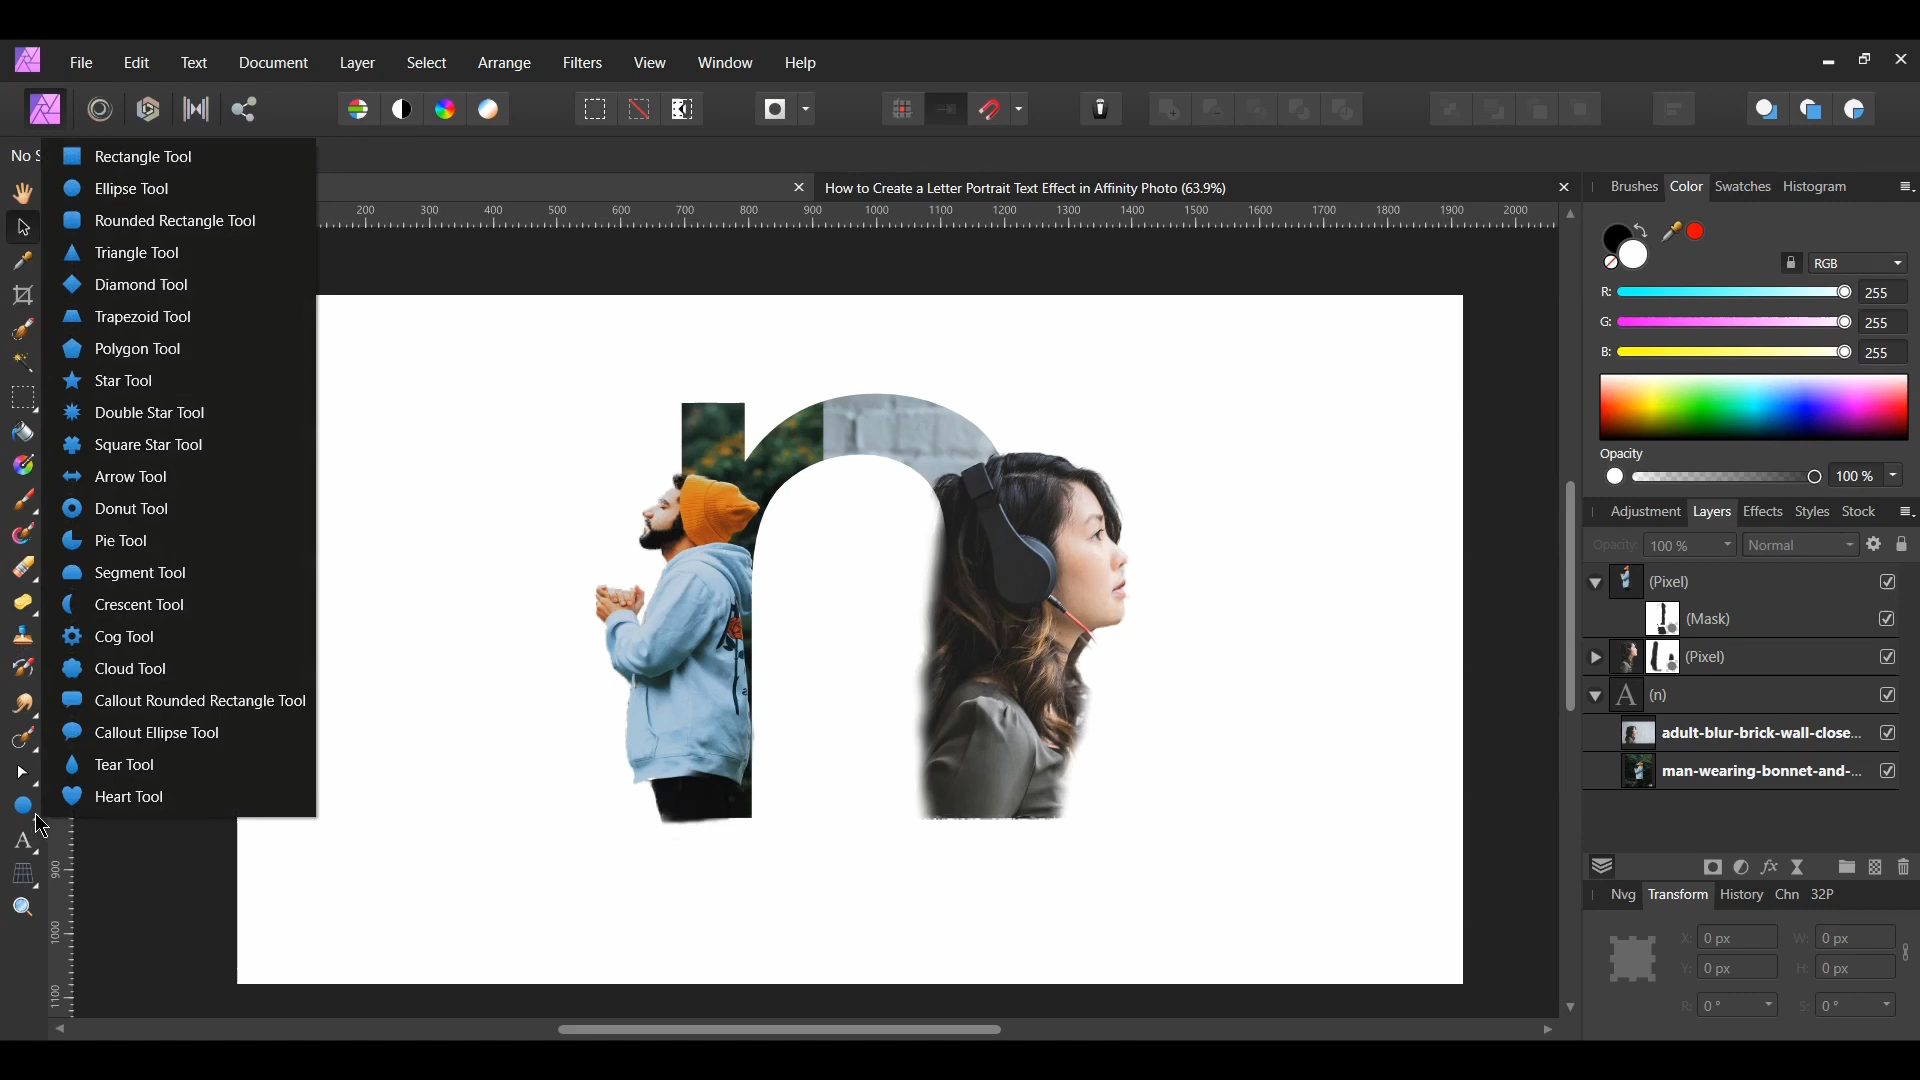 File Edit Text Document Layer Select Arrange Filters View Window Help
No S
Rectangle Tool
Ellipse Tool
Rounded Rectangle Tool
Triangle Tool
Diamond Tool
Trapezoid Tool
Polygon Tool
Star Tool
Double Star Tool
Square Star Tool
Arrow Tool
Donut Tool
Pie Tool
Segment Tool
Crescent Tool
Cog Tool
Cloud Tool
Callout Rounded Rectangle Tool
Callout Ellipse Tool
Tear Tool
Heart Tool
How to Create a Letter Portrait Text Effect in Affinity Photo (63.9%)
200 300 400 500 600 700 800 900 1000 1100 1200 1300 1400 1500 1600 1700 1800 1900 2000
900
1000
1100
n
Brushes Color Swatches Histogram
RGB
R: 255
G: 255
B: 255
Opacity
100 %
Adjustment Layers Effects Styles Stock
Opacity: 100 % Normal
(Pixel)
(Mask)
(Pixel)
A (n)
adult-blur-brick-wall-close...
man-wearing-bonnet-and-...
fx
Nvg Transform History Chn 32P
X: 0 px W: 0 px
Y: 0 px H: 0 px
R: 0 ° S: 0 °
A